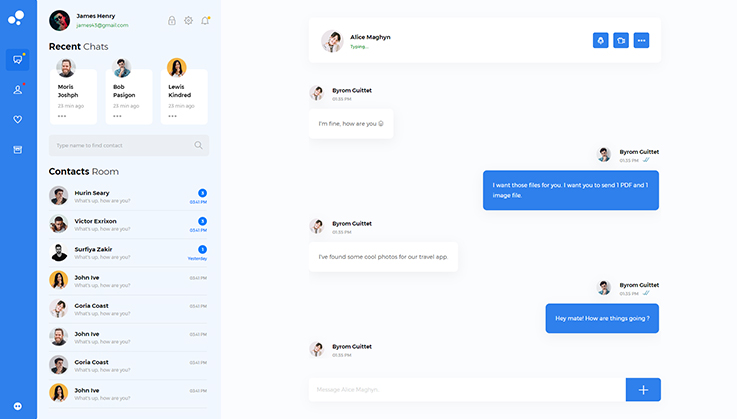 James Henry
jamesk3@gmail.com
Recent Chats
Moris
Joshph
23 min ago
Bob
Pasigon
23 min ago
Lewis
Kindred
23 min ago
Type name to find contact
Contacts Room
Hurin Seary
What's up, how are you?
3
03:41 PM
Victor Exrixon
What's up, how are you?
3
03:41 PM
Surfiya Zakir
What's up, how are you?
1
Yesterday
John Ive
What's up, how are you?
03:41 PM
Goria Coast
What's up, how are you?
03:41 PM
John Ive
What's up, how are you?
03:41 PM
Goria Coast
What's up, how are you?
03:41 PM
John Ive
What's up, how are you?
03:41 PM
Alice Maghyn
Typing...
Byrom Guittet
01:35 PM
I'm fine, how are you
Byrom Guittet
01:35 PM
I want those files for you. I want you to send 1 PDF and 1
image file.
Byrom Guittet
01:35 PM
I've found some cool photos for our travel app.
Byrom Guittet
01:35 PM
Hey mate! How are things going ?
Byrom Guittet
01:35 PM
Message Alice Maghyn..